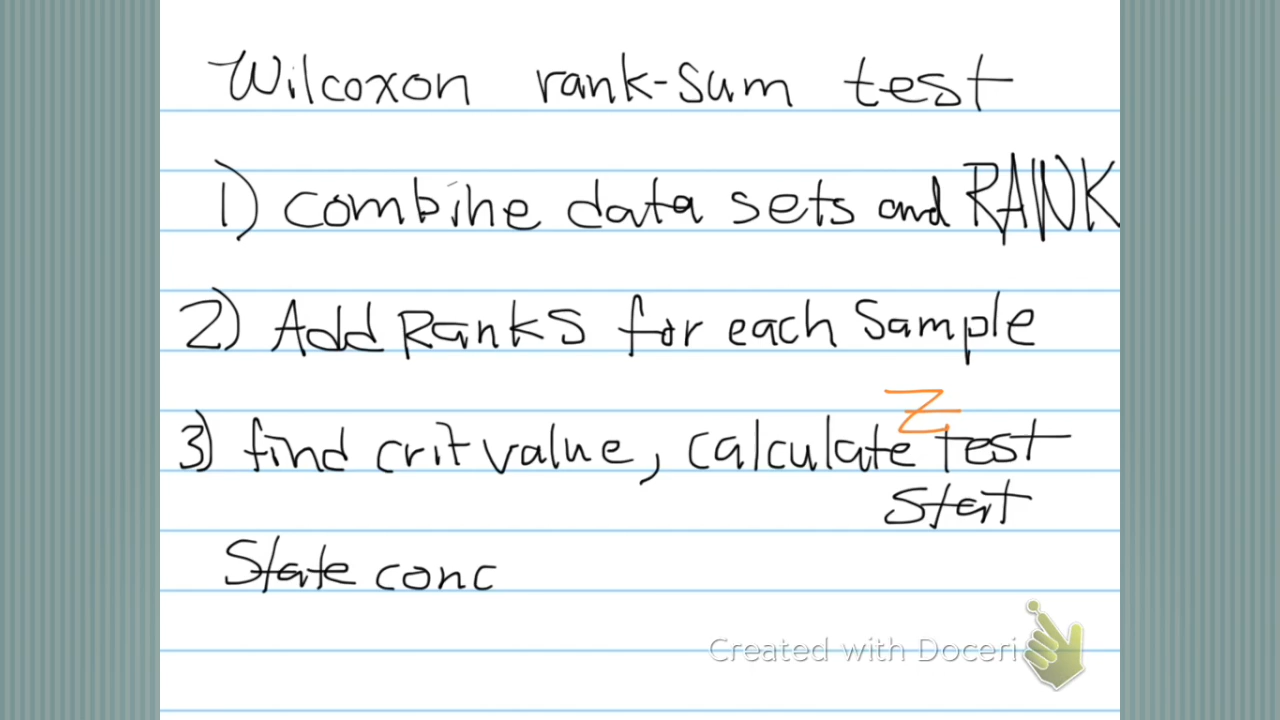 Wilcoxon rank-sum test
1) combine data sets and RANK
2) Add Ranks for each Sample
Z
3) find crit value, calculate test
stat
State conc
Created with Doceri